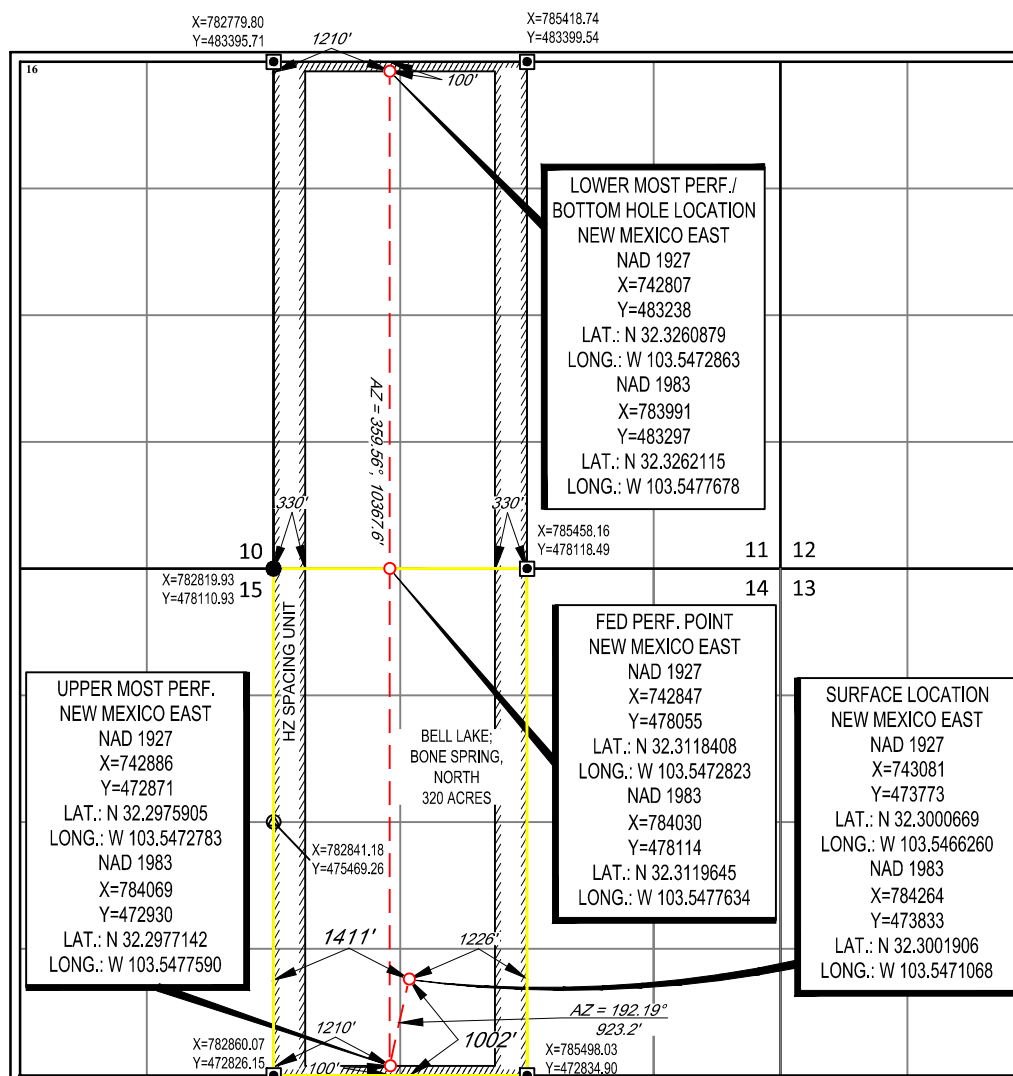 X=782779.80
Y=483395.71
X=785418.74
Y=483399.54
1210'
16
100'
LOWER MOST PERF./
BOTTOM HOLE LOCATION
NEW MEXICO EAST
NAD 1927
X=742807
Y=483238
LAT.: N 32.3260879
LONG.: W 103.5472863
NAD 1983
X=783991
Y=483297
LAT.: N 32.3262115
LONG.: W 103.5477678
AZ = 359.56°, 10367.6'
330'
330'
X=785458.16
Y=478118.49
10
11
12
X=782819.93
Y=478110.93
15
14
13
HZ SPACING UNIT
FED PERF. POINT
NEW MEXICO EAST
NAD 1927
X=742847
Y=478055
LAT.: N 32.3118408
LONG.: W 103.5472823
NAD 1983
X=784030
Y=478114
LAT.: N 32.3119645
LONG.: W 103.5477634
UPPER MOST PERF.
NEW MEXICO EAST
NAD 1927
X=742886
Y=472871
LAT.: N 32.2975905
LONG.: W 103.5472783
NAD 1983
X=784069
Y=472930
LAT.: N 32.2977142
LONG.: W 103.5477590
SURFACE LOCATION
NEW MEXICO EAST
NAD 1927
X=743081
Y=473773
LAT.: N 32.3000669
LONG.: W 103.5466260
NAD 1983
X=784264
Y=473833
LAT.: N 32.3001906
LONG.: W 103.5471068
BELL LAKE;
BONE SPRING,
NORTH
320 ACRES
X=782841.18
Y=475469.26
1411'
1226'
AZ = 192.19°
923.2'
1210'
1002'
X=782860.07
Y=472826.15
100'
X=785498.03
Y=472834.90